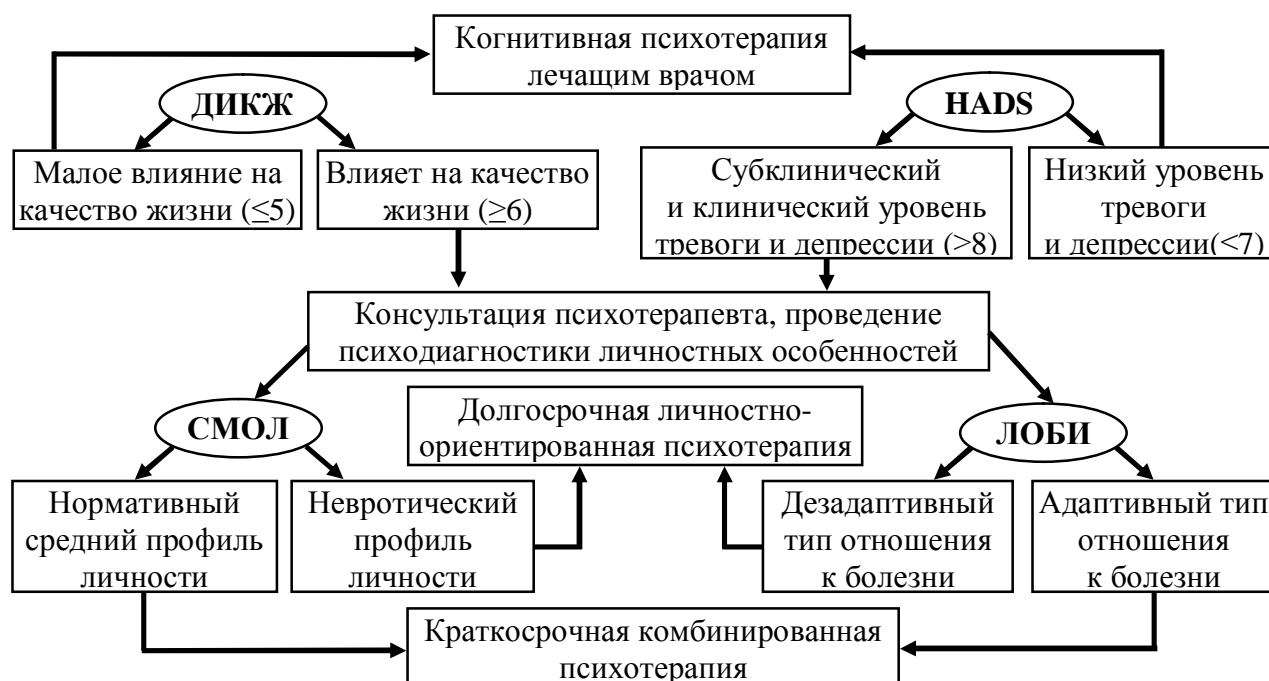 Когнитивная психотерапия
лечащим врачом
ДИКЖ
HADS
Малое влияние на
качество жизни (≤5)
Влияет на качество
жизни (≥6)
Субклинический
и клинический уровень
тревоги и депрессии (>8)
Низкий уровень
тревоги
и депрессии(<7)
Консультация психотерапевта, проведение
психодиагностики личностных особенностей
СМОЛ
Долгосрочная личностно-
ориентированная психотерапия
ЛОБИ
Нормативный
средний профиль
личности
Невротический
профиль
личности
Дезадаптивный
тип отношения
к болезни
Адаптивный тип
отношения
к болезни
Краткосрочная комбинированная
психотерапия